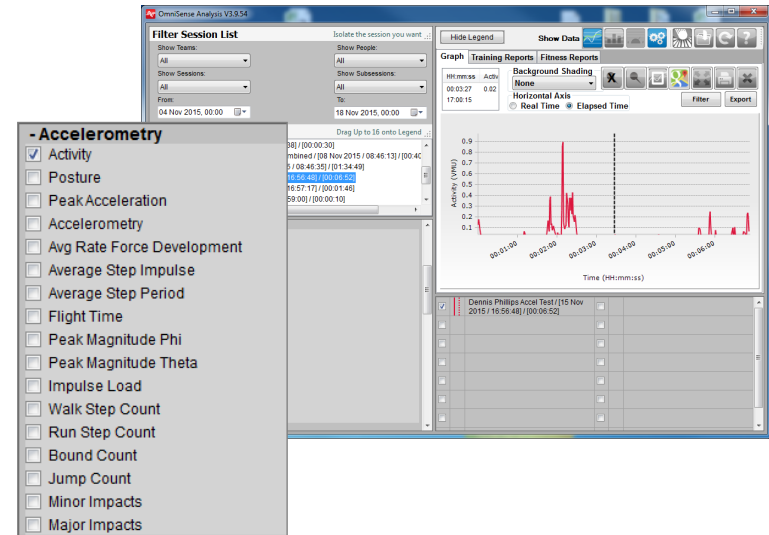 OmniSense Analysis V3.9.54
Filter Session List
Isolate the session you want
Show Teams:
Show People:
All
All
Show Sessions:
Show Subsessions:
All
All
From:
To:
04 Nov 2015, 00:00
18 Nov 2015, 00:00
Drag Up to 16 onto Legend
38] / [00:00:30]
mbined / [08 Nov 2015 / 08:46:13] / [00:40
5 / 08:46:35] / [01:34:49]
16:56:48] / [00:06:52]
16:57:17] / [00:01:46]
:59:00] / [00:00:10]
- Accelerometry
Activity
Posture
Peak Acceleration
Accelerometry
Avg Rate Force Development
Average Step Impulse
Average Step Period
Flight Time
Peak Magnitude Phi
Peak Magnitude Theta
Impulse Load
Walk Step Count
Run Step Count
Bound Count
Jump Count
Minor Impacts
Major Impacts
Hide Legend
Show Data
Graph
Training Reports
Fitness Reports
HH:mm:ss Activ
00:03:27 0.02
17:00:15
Background Shading
None
Horizontal Axis
Real Time
Elapsed Time
Filter
Export
Activity (VMU)
0.9
0.8
0.7
0.6
0.5
0.4
0.3
0.2
0.1
00:01:00
00:02:00
00:03:00
00:04:00
00:05:00
00:06:00
Time (HH:mm:ss)
Dennis Phillips Accel Test / [15 Nov
2015 / 16:56:48] / [00:06:52]